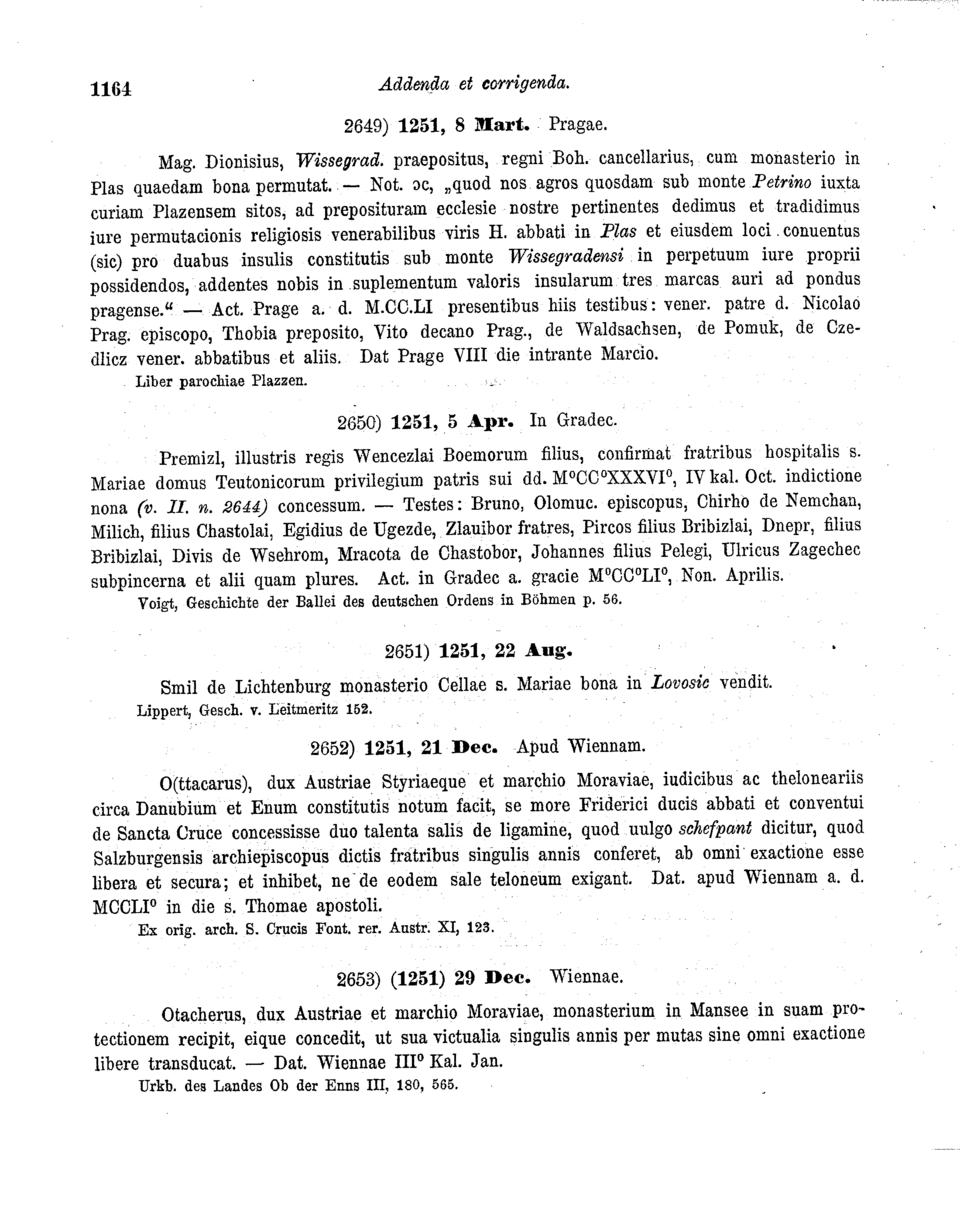 1164
Addenda et corrigenda.
2649) 1251, 8 Mart. Pragae.
Mag. Dionisius, Wissegrad. praepositus, regni Boh. cancellarius, cum monasterio in
Plas quaedam bona permutat. — Not. ɔc, „quod nos agros quosdam sub monte Petrino iuxta
curiam Plazensem sitos, ad preposituram ecclesie nostre pertinentes dedimus et tradidimus
iure permutacionis religiosis venerabilibus viris H. abbati in Plas et eiusdem loci conuentus
(sic) pro duabus insulis constitutis sub monte Wissegradensi in perpetuum iure proprii
possidendos, addentes nobis in suplementum valoris insularum tres marcas auri ad pondus
pragense.“ — Act. Prage a. d. M.CC.LI presentibus hiis testibus: vener. patre d. Nicolao
Prag. episcopo, Thobia preposito, Vito decano Prag., de Waldsachsen, de Pomuk, de Cze-
dlicz vener. abbatibus et aliis. Dat Prage VIII die intrante Marcio.
Liber parochiae Plazzen.
2650) 1251, 5 Apr. In Gradec.
Premizl, illustris regis Wencezlai Boemorum filius, confirmat fratribus hospitalis s.
Mariae domus Teutonicorum privilegium patris sui dd. M⁰CC⁰XXXVI⁰, IV kal. Oct. indictione
nona (v. II. n. 2644) concessum. — Testes: Bruno, Olomuc. episcopus, Chirho de Nemchan,
Milich, filius Chastolai, Egidius de Ugezde, Zlauibor fratres, Pircos filius Bribizlai, Dnepr, filius
Bribizlai, Divis de Wsehrom, Mracota de Chastobor, Johannes filius Pelegi, Ulricus Zagechec
subpincerna et alii quam plures. Act. in Gradec a. gracie M⁰CC⁰LI⁰, Non. Aprilis.
Voigt, Geschichte der Ballei des deutschen Ordens in Böhmen p. 56.
2651) 1251, 22 Aug.
Smil de Lichtenburg monasterio Cellae s. Mariae bona in Lovosic vendit.
Lippert, Gesch. v. Leitmeritz 152.
2652) 1251, 21 Dec. Apud Wiennam.
O(ttacarus), dux Austriae Styriaeque et marchio Moraviae, iudicibus ac theloneariis
circa Danubium et Enum constitutis notum facit, se more Friderici ducis abbati et conventui
de Sancta Cruce concessisse duo talenta salis de ligamine, quod uulgo schefpant dicitur, quod
Salzburgensis archiepiscopus dictis fratribus singulis annis conferet, ab omni exactione esse
libera et secura; et inhibet, ne de eodem sale teloneum exigant. Dat. apud Wiennam a. d.
MCCLI⁰ in die s. Thomae apostoli.
Ex orig. arch. S. Crucis Font. rer. Austr. XI, 123.
2653) (1251) 29 Dec. Wiennae.
Otacherus, dux Austriae et marchio Moraviae, monasterium in Mansee in suam pro-
tectionem recipit, eique concedit, ut sua victualia singulis annis per mutas sine omni exactione
libere transducat. — Dat. Wiennae III⁰ Kal. Jan.
Urkb. des Landes Ob der Enns III, 180, 565.